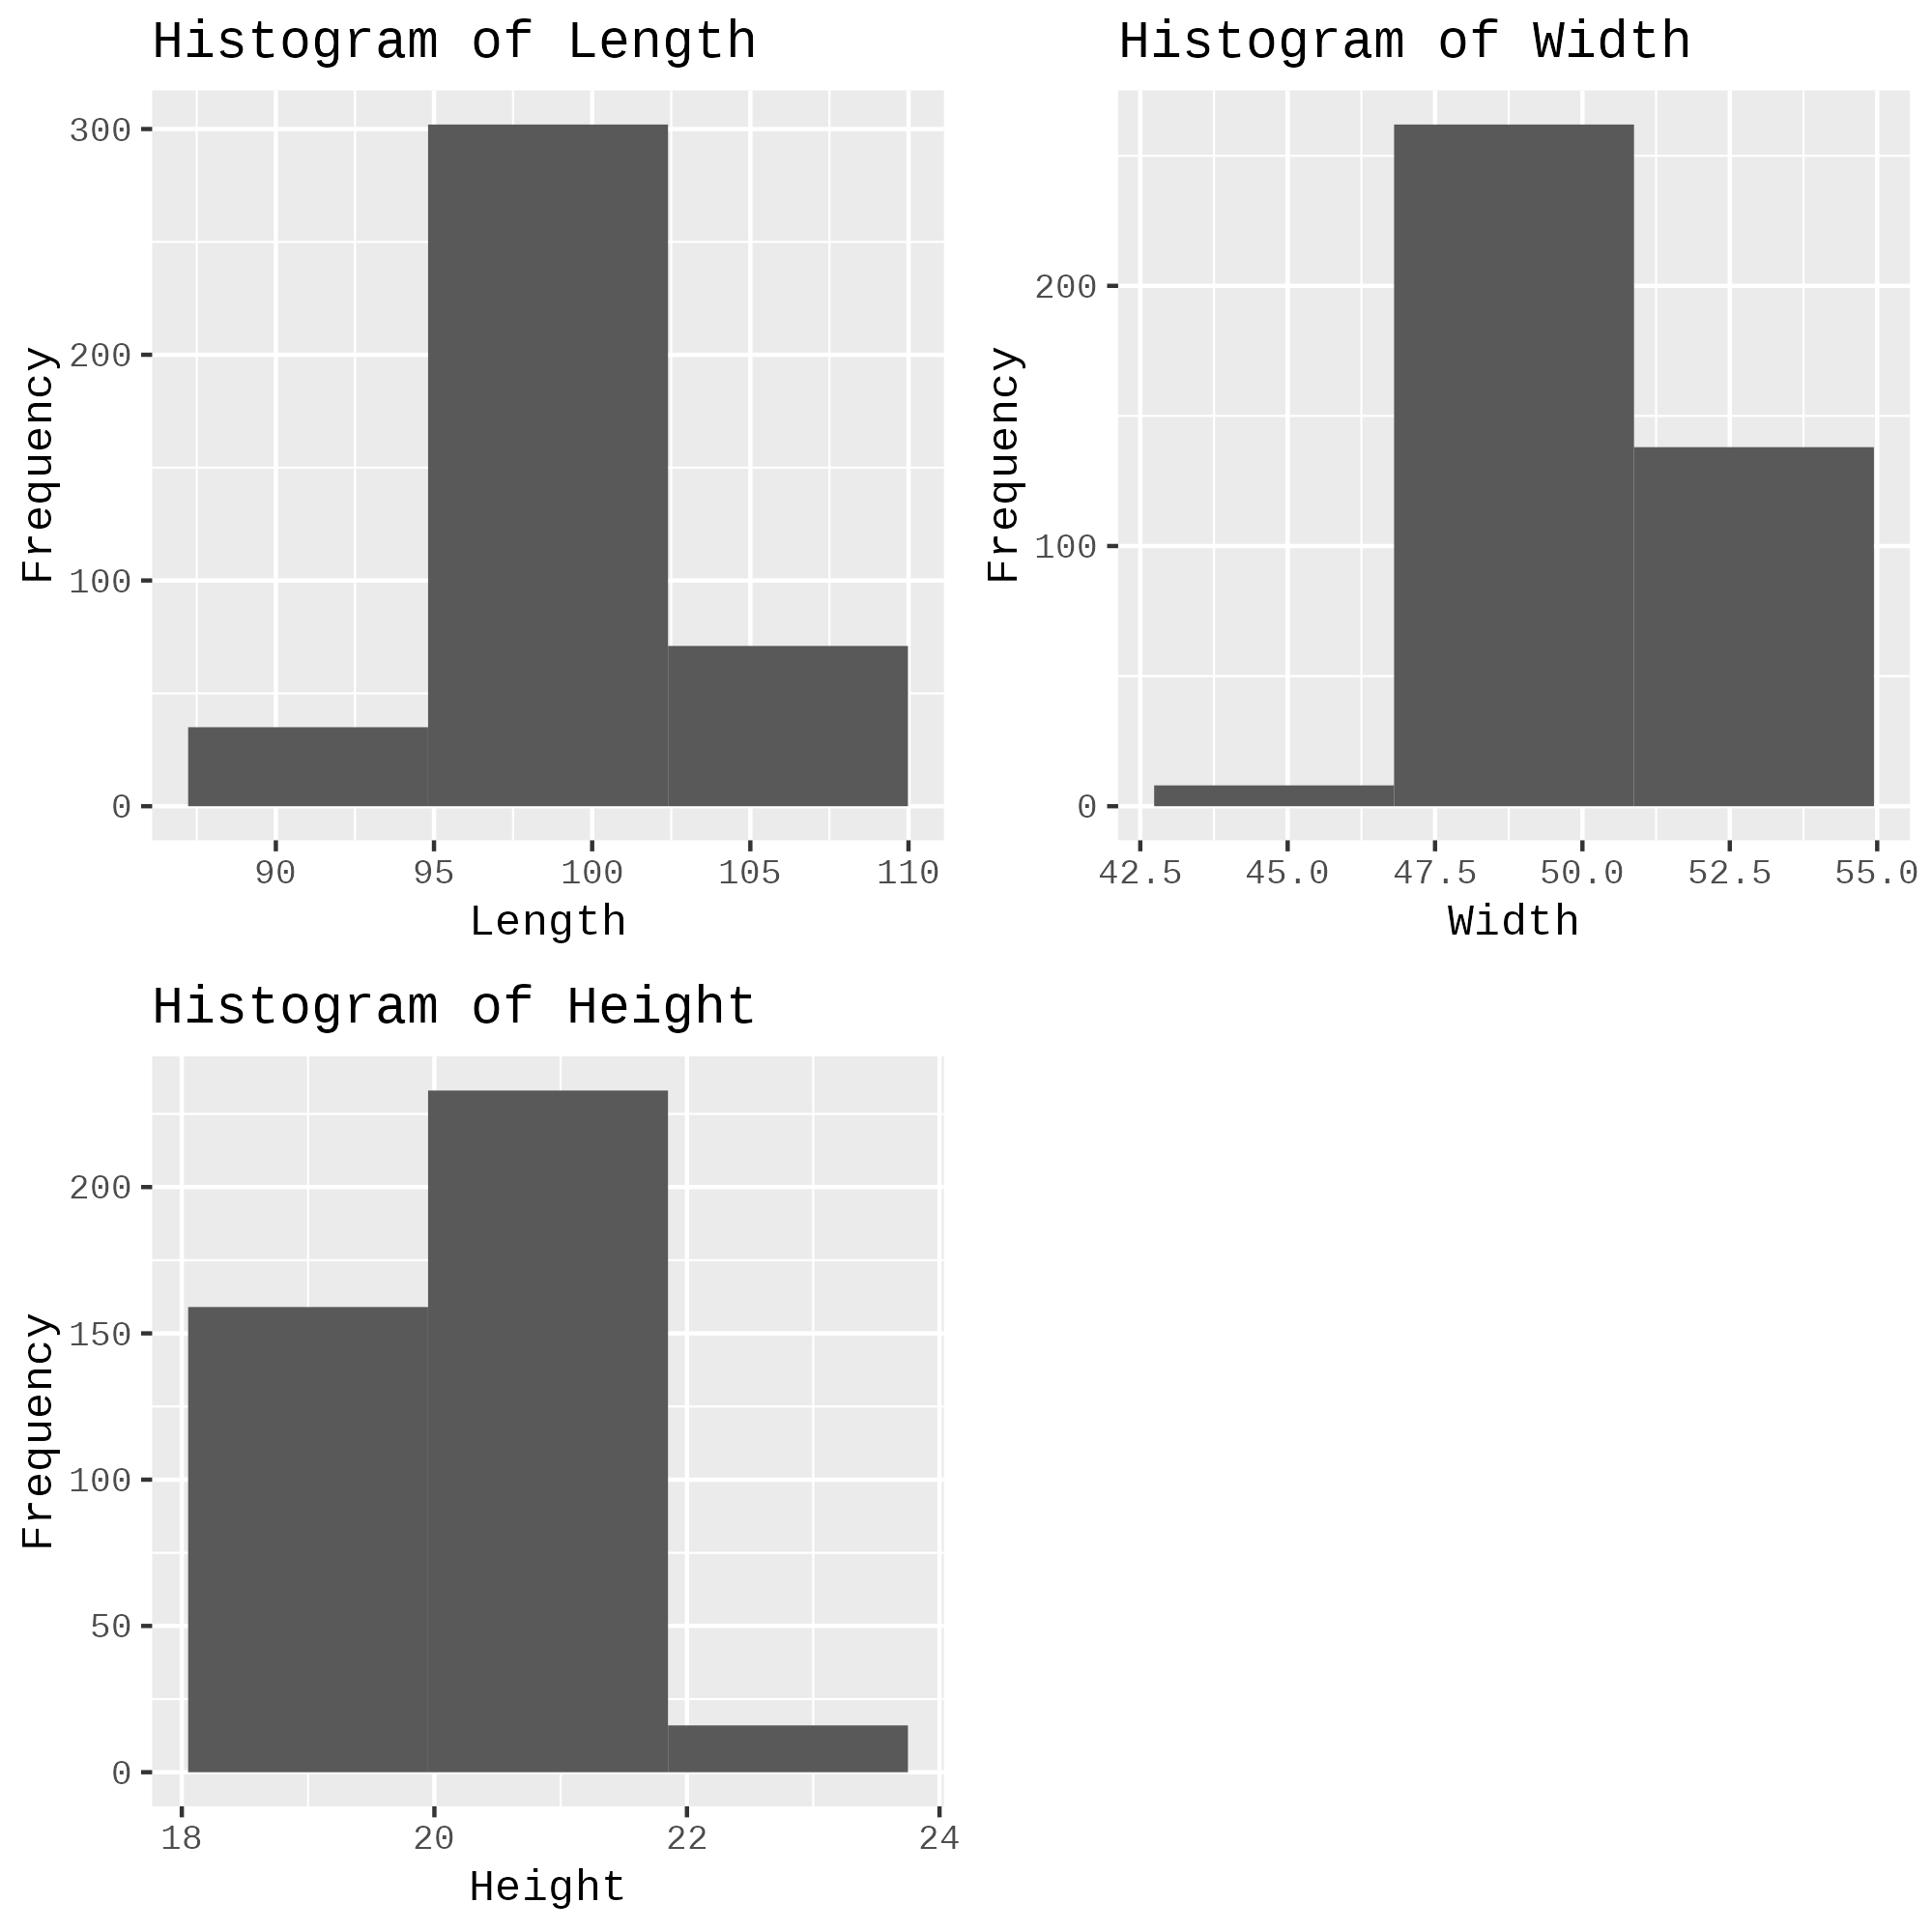 Histogram of Length
Frequency
300
200
100
0
90 95 100 105 110
Length
Histogram of Width
Frequency
200
100
0
42.5 45.0 47.5 50.0 52.5 55.0
Width
Histogram of Height
Frequency
200
150
100
50
0
18 20 22 24
Height